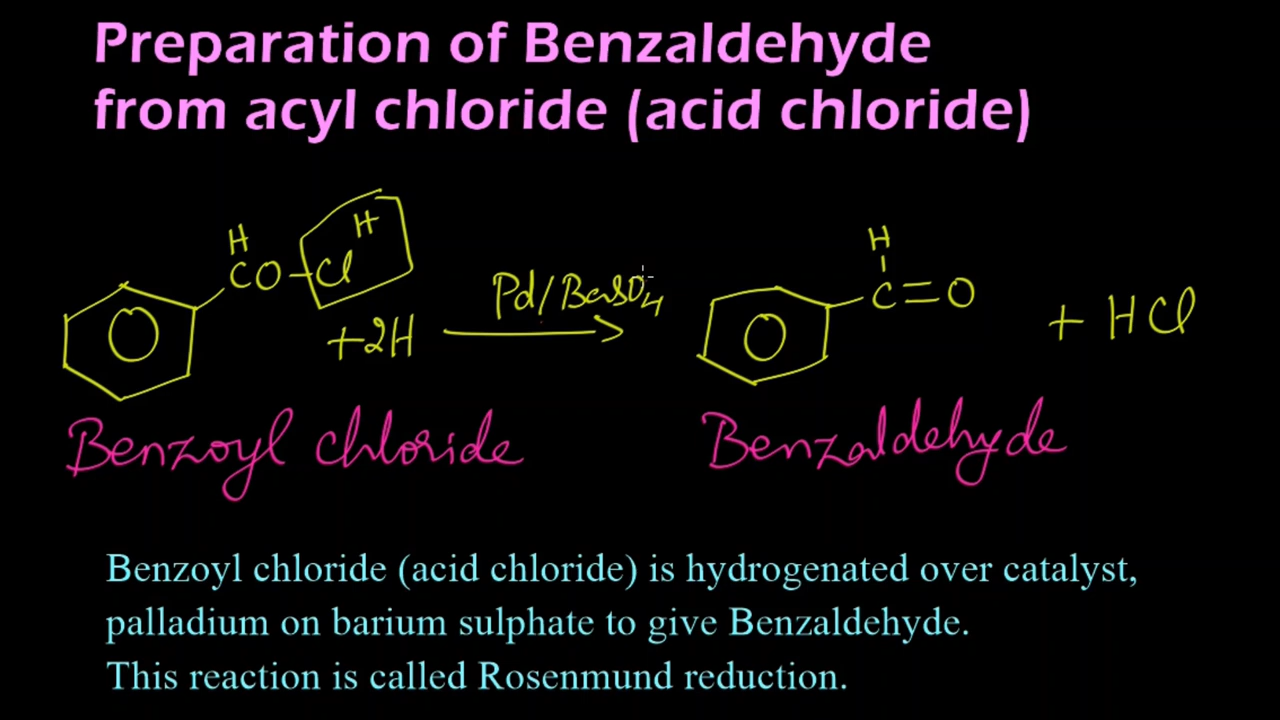 Preparation of Benzaldehyde
from acyl chloride (acid chloride)
H
CO-Cl H
+2H
Pd/BaSO4
H
C=O
+ HCl
Benzoyl chloride
Benzaldehyde
Benzoyl chloride (acid chloride) is hydrogenated over catalyst,
palladium on barium sulphate to give Benzaldehyde.
This reaction is called Rosenmund reduction.